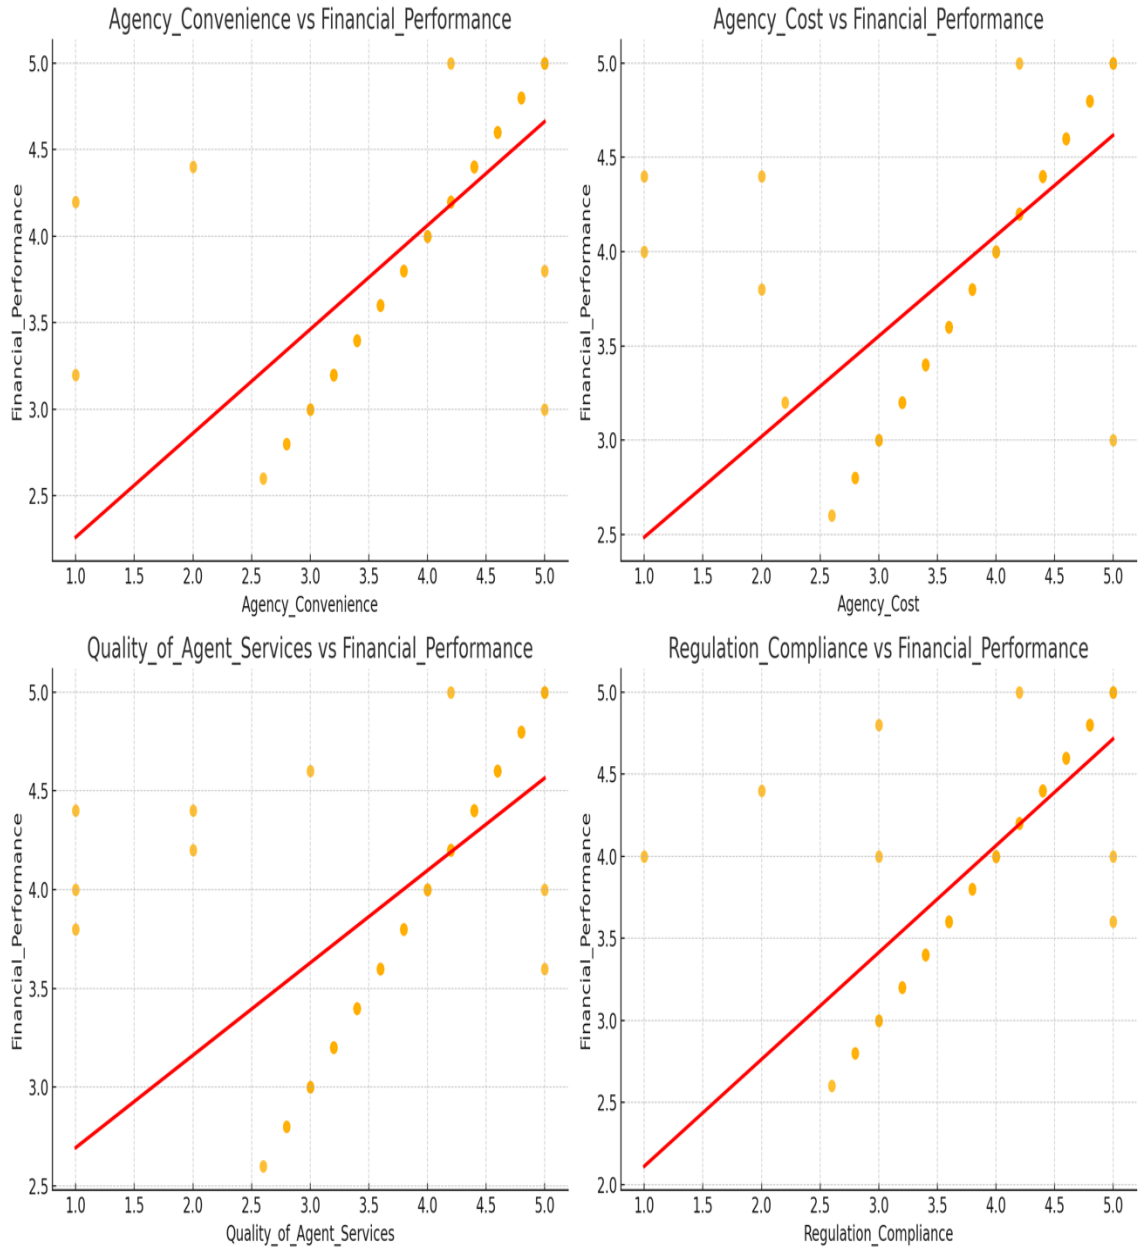 Agency_Convenience vs Financial_Performance
Financial_Performance
5.0
4.5
4.0
3.5
3.0
2.5
1.0 1.5 2.0 2.5 3.0 3.5 4.0 4.5 5.0
Agency_Convenience
Agency_Cost vs Financial_Performance
Financial_Performance
5.0
4.5
4.0
3.5
3.0
2.5
1.0 1.5 2.0 2.5 3.0 3.5 4.0 4.5 5.0
Agency_Cost
Quality_of_Agent_Services vs Financial_Performance
Financial_Performance
5.0
4.5
4.0
3.5
3.0
2.5
1.0 1.5 2.0 2.5 3.0 3.5 4.0 4.5 5.0
Quality_of_Agent_Services
Regulation_Compliance vs Financial_Performance
Financial_Performance
5.0
4.5
4.0
3.5
3.0
2.5
2.0
1.0 1.5 2.0 2.5 3.0 3.5 4.0 4.5 5.0
Regulation_Compliance